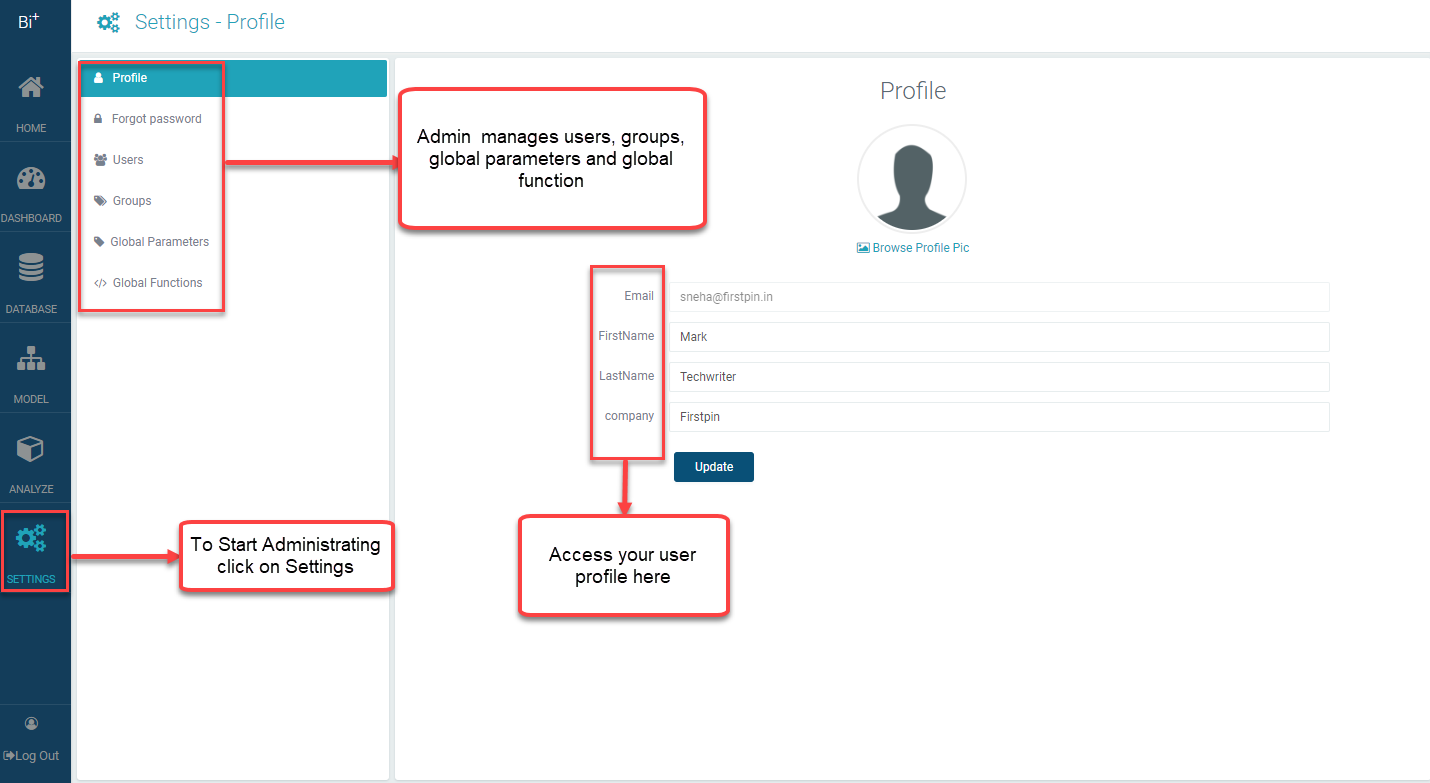 Bi+
Settings - Profile
HOME
DASHBOARD
DATABASE
MODEL
ANALYZE
SETTINGS
Log Out
Profile
Forgot password
Users
Groups
Global Parameters
Global Functions
Admin manages users, groups,
global parameters and global
function
To Start Administrating
click on Settings
Profile
Browse Profile Pic
Email sneha@firstpin.in
FirstName Mark
LastName Techwriter
company Firstpin
Update
Access your user
profile here